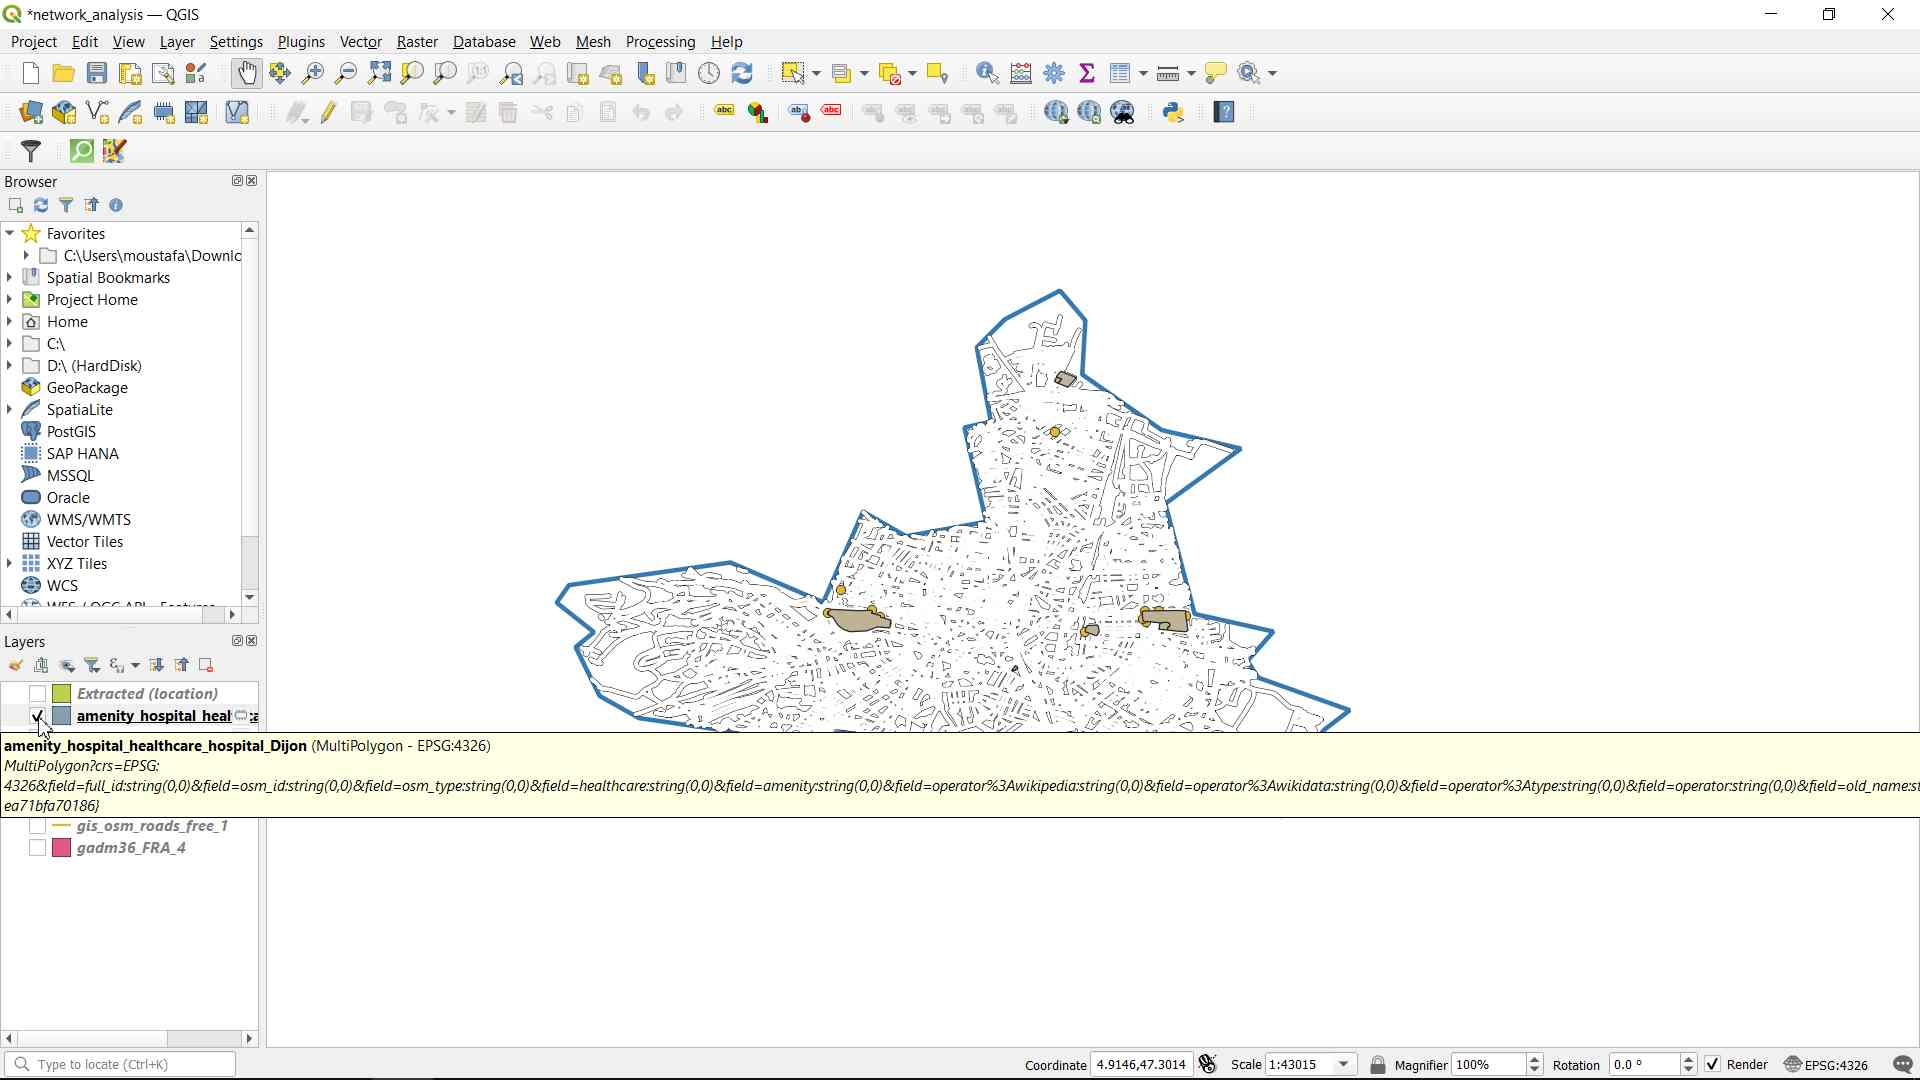 *network_analysis — QGIS
Project Edit View Layer Settings Plugins Vector Raster Database Web Mesh Processing Help
Browser
Favorites
C:\Users\moustafa\Downlc
Spatial Bookmarks
Project Home
Home
C:\
D:\ (HardDisk)
GeoPackage
SpatiaLite
PostGIS
SAP HANA
MSSQL
Oracle
WMS/WMTS
Vector Tiles
XYZ Tiles
WCS
WFS / OGC API - Features
Layers
Extracted (location)
amenity_hospital_heal
amenity_hospital_healthcare_hospital_Dijon (MultiPolygon - EPSG:4326)
MultiPolygon?crs=EPSG:
4326&field=full_id:string(0,0)&field=osm_id:string(0,0)&field=osm_type:string(0,0)&field=healthcare:string(0,0)&field=amenity:string(0,0)&field=operator%3Awikipedia:string(0,0)&field=operator%3Awikidata:string(0,0)&field=operator%3Atype:string(0,0)&field=operator:string(0,0)&field=old_name:st
ea71bfa70186}
gis_osm_roads_free_1
gadm36_FRA_4
Type to locate (Ctrl+K)
Coordinate 4.9146,47.3014 Scale 1:43015 Magnifier 100% Rotation 0.0 ° Render EPSG:4326